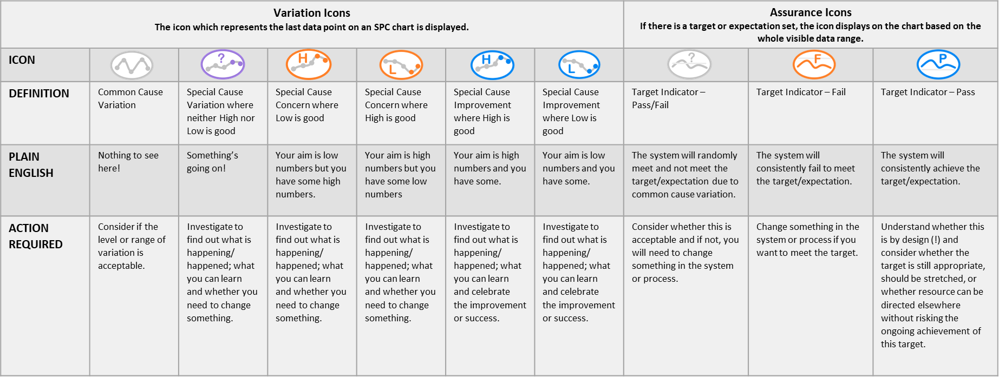 Variation Icons
The icon which represents the last data point on an SPC chart is displayed.
Assurance Icons
If there is a target or expectation set, the icon displays on the chart based on the
whole visible data range.
ICON
?
H
L
H
L
?
F
P
DEFINITION
Common Cause
Variation
Special Cause
Variation where
neither High nor
Low is good
Special Cause
Concern where
Low is good
Special Cause
Concern where
High is good
Special Cause
Improvement
where High is
good
Special Cause
Improvement
where Low is
good
Target Indicator –
Pass/Fail
Target Indicator – Fail
Target Indicator – Pass
PLAIN
ENGLISH
Nothing to see
here!
Something’s
going on!
Your aim is low
numbers but you
have some high
numbers.
Your aim is high
numbers but you
have some low
numbers
Your aim is high
numbers and you
have some.
Your aim is low
numbers and you
have some.
The system will randomly
meet and not meet the
target/expectation due to
common cause variation.
The system will
consistently fail to meet
the target/expectation.
The system will
consistently achieve the
target/expectation.
ACTION
REQUIRED
Consider if the
level or range of
variation is
acceptable.
Investigate to
find out what is
happening/
happened; what
you can learn
and whether you
need to change
something.
Investigate to
find out what is
happening/
happened; what
you can learn
and whether you
need to change
something.
Investigate to
find out what is
happening/
happened; what
you can learn
and whether you
need to change
something.
Investigate to
find out what is
happening/
happened; what
you can learn
and celebrate
the improvement
or success.
Investigate to
find out what is
happening/
happened; what
you can learn
and celebrate
the improvement
or success.
Consider whether this is
acceptable and if not, you
will need to change
something in the system
or process.
Change something in the
system or process if you
want to meet the target.
Understand whether this
is by design (!) and
consider whether the
target is still appropriate,
should be stretched, or
whether resource can be
directed elsewhere
without risking the
ongoing achievement of
this target.